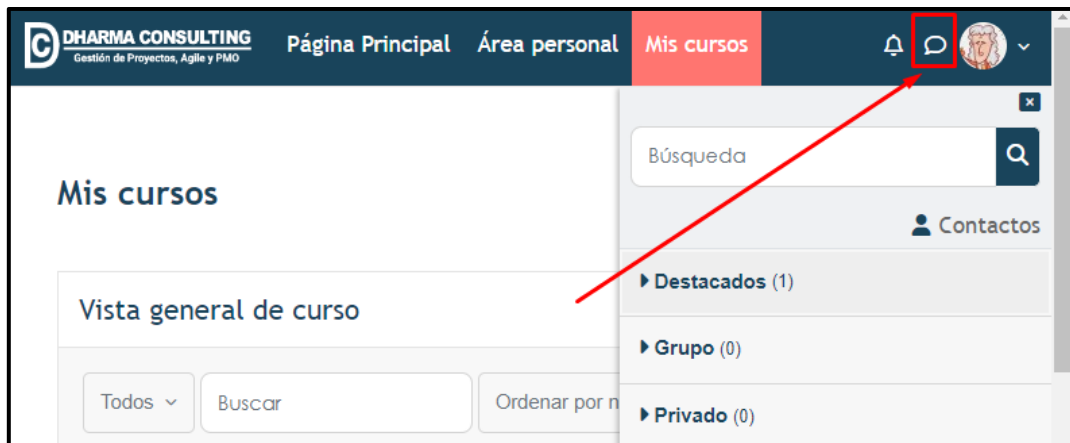 DHARMA CONSULTING
Gestión de Proyectos, Agile y PMO
Página Principal Área personal Mis cursos
Búsqueda
Mis cursos
Contactos
Destacados (1)
Vista general de curso
Grupo (0)
Todos Buscar Ordenar por n
Privado (0)